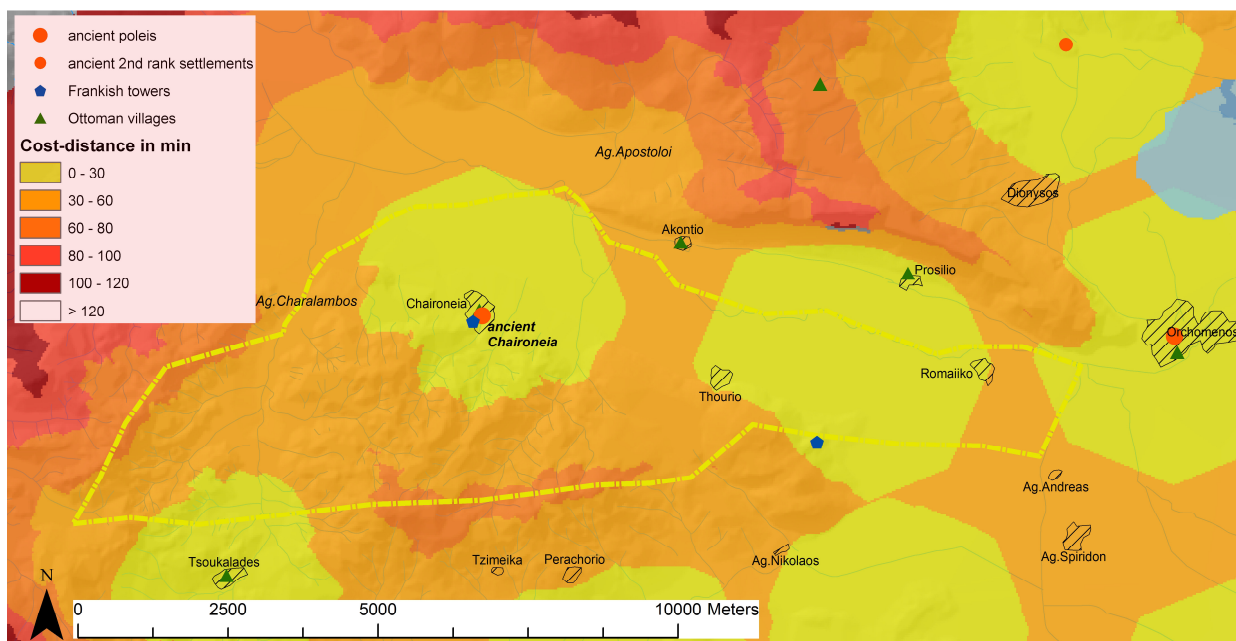 ancient poleis
ancient 2nd rank settlements
Frankish towers
Ottoman villages
Cost-distance in min
0 - 30
30 - 60
60 - 80
80 - 100
100 - 120
> 120
Ag.Apostoloi
Dionysos
Akontio
Prosilio
Ag.Charalambos
Chaironeia
ancient
Chaironeia
Orchomenos
Romaiiko
Thourio
Ag.Andreas
Ag.Spiridon
Ag.Nikolaos
Tsoukalades
Tzimeika
Perachorio
N
0 2500 5000 10000 Meters